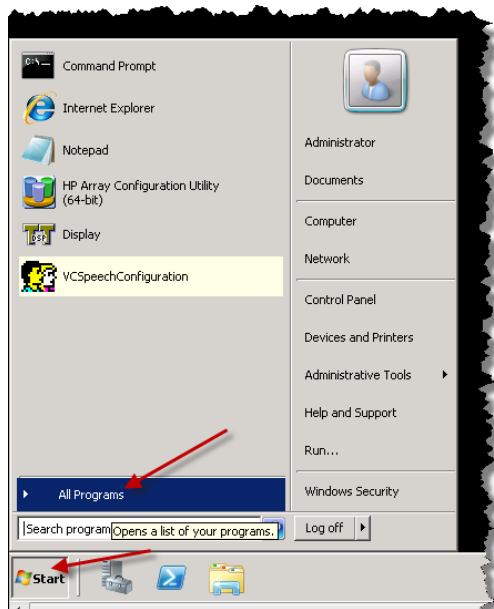 Command Prompt
Internet Explorer
Notepad
HP Array Configuration Utility
(64-bit)
Display
VCSpeechConfiguration
Administrator
Documents
Computer
Network
Control Panel
Devices and Printers
Administrative Tools
Help and Support
Run...
Windows Security
All Programs
Search program
Opens a list of your programs.
Log off
Start